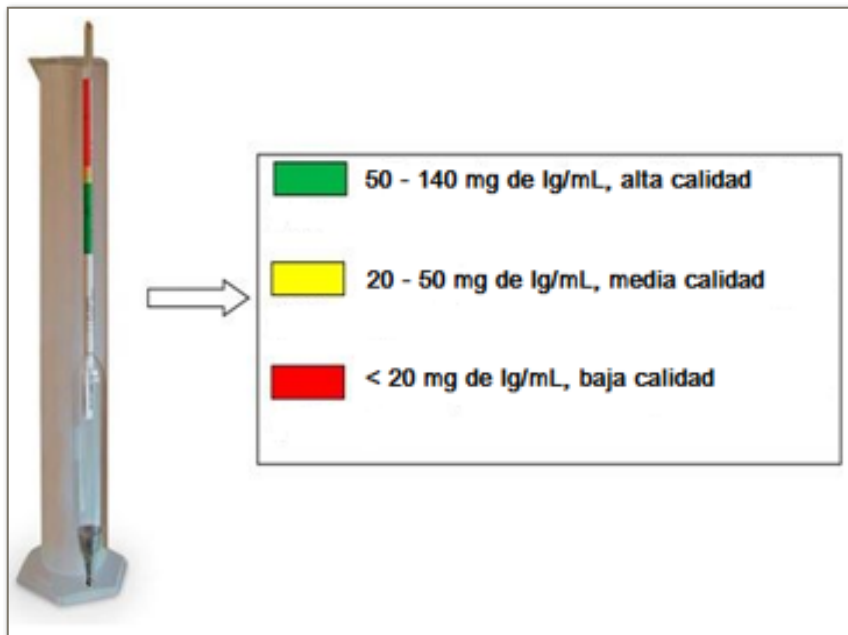 50 - 140 mg de Ig/mL, alta calidad
20 - 50 mg de Ig/mL, media calidad
< 20 mg de Ig/mL, baja calidad